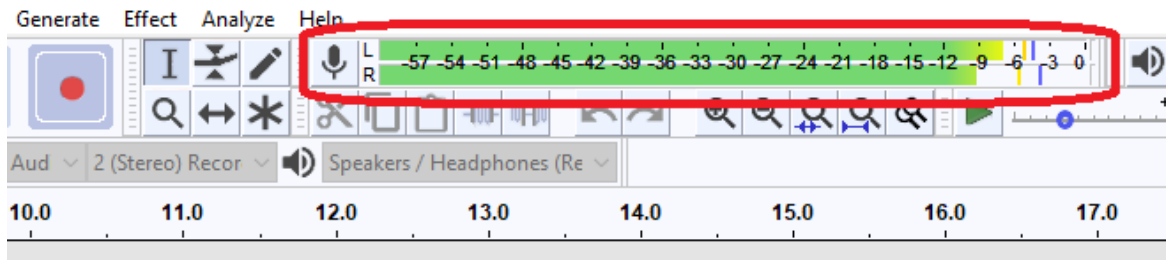 Generate Effect Analyze Help
L
R
-57 -54 -51 -48 -45 -42 -39 -36 -33 -30 -27 -24 -21 -18 -15 -12 -9 -6 -3 0
Aud 2 (Stereo) Recor Speakers / Headphones (Re
10.0 11.0 12.0 13.0 14.0 15.0 16.0 17.0